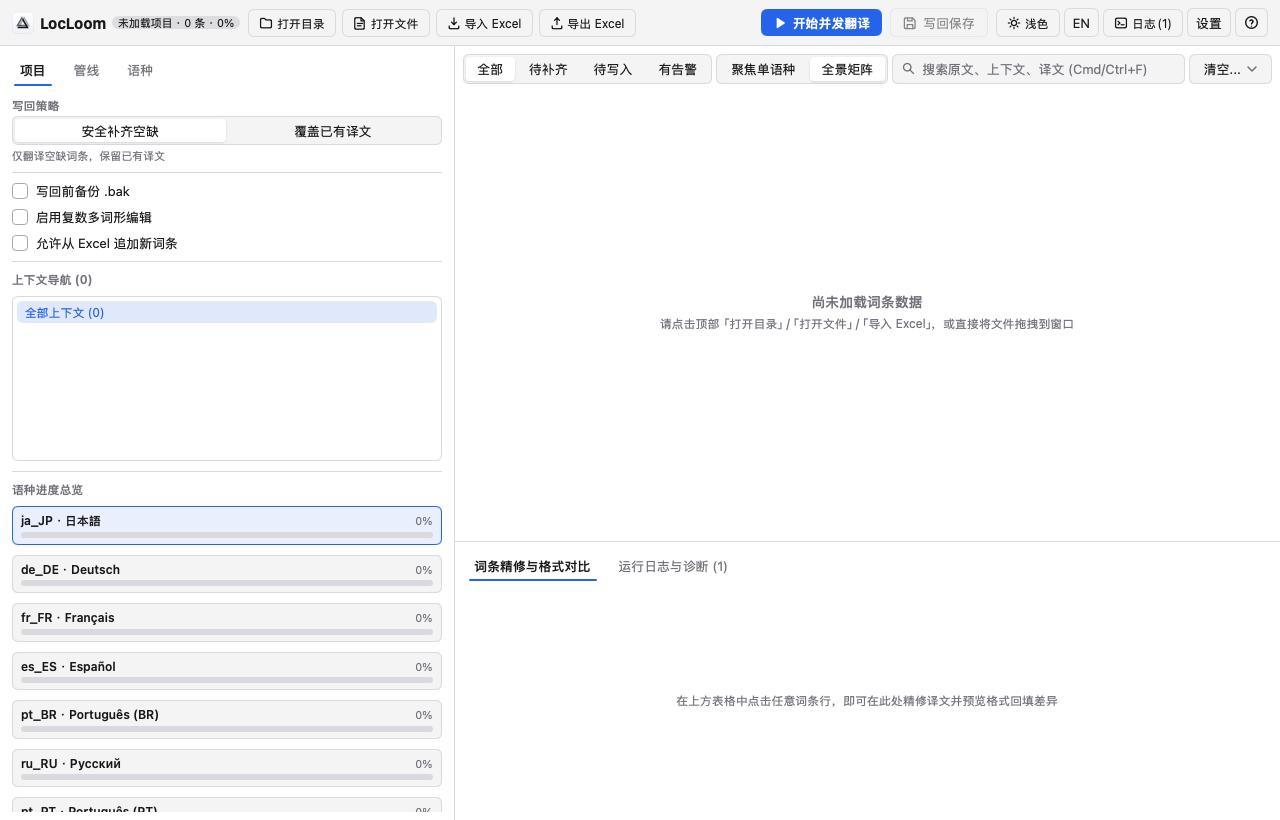 LocLoom 未加载项目 · 0 条 · 0% 打开目录 打开文件 导入 Excel 导出 Excel 开始并发翻译 写回保存 浅色 EN 日志 (1) 设置
项目 管线 语种
写回策略
安全补齐空缺 覆盖已有译文
仅翻译空缺词条，保留已有译文
写回前备份 .bak
启用复数多词形编辑
允许从 Excel 追加新词条
上下文导航 (0)
全部上下文 (0)
语种进度总览
ja_JP · 日本語 0%
de_DE · Deutsch 0%
fr_FR · Français 0%
es_ES · Español 0%
pt_BR · Português (BR) 0%
ru_RU · Русский 0%
pt_PT · Português (PT) 0%
全部 待补齐 待写入 有告警 聚焦单语种 全景矩阵 搜索原文、上下文、译文 (Cmd/Ctrl+F) 清空...
尚未加载词条数据
请点击顶部「打开目录」/「打开文件」/「导入 Excel」，或直接将文件拖拽到窗口
词条精修与格式对比 运行日志与诊断 (1)
在上方表格中点击任意词条行，即可在此处精修译文并预览格式回填差异